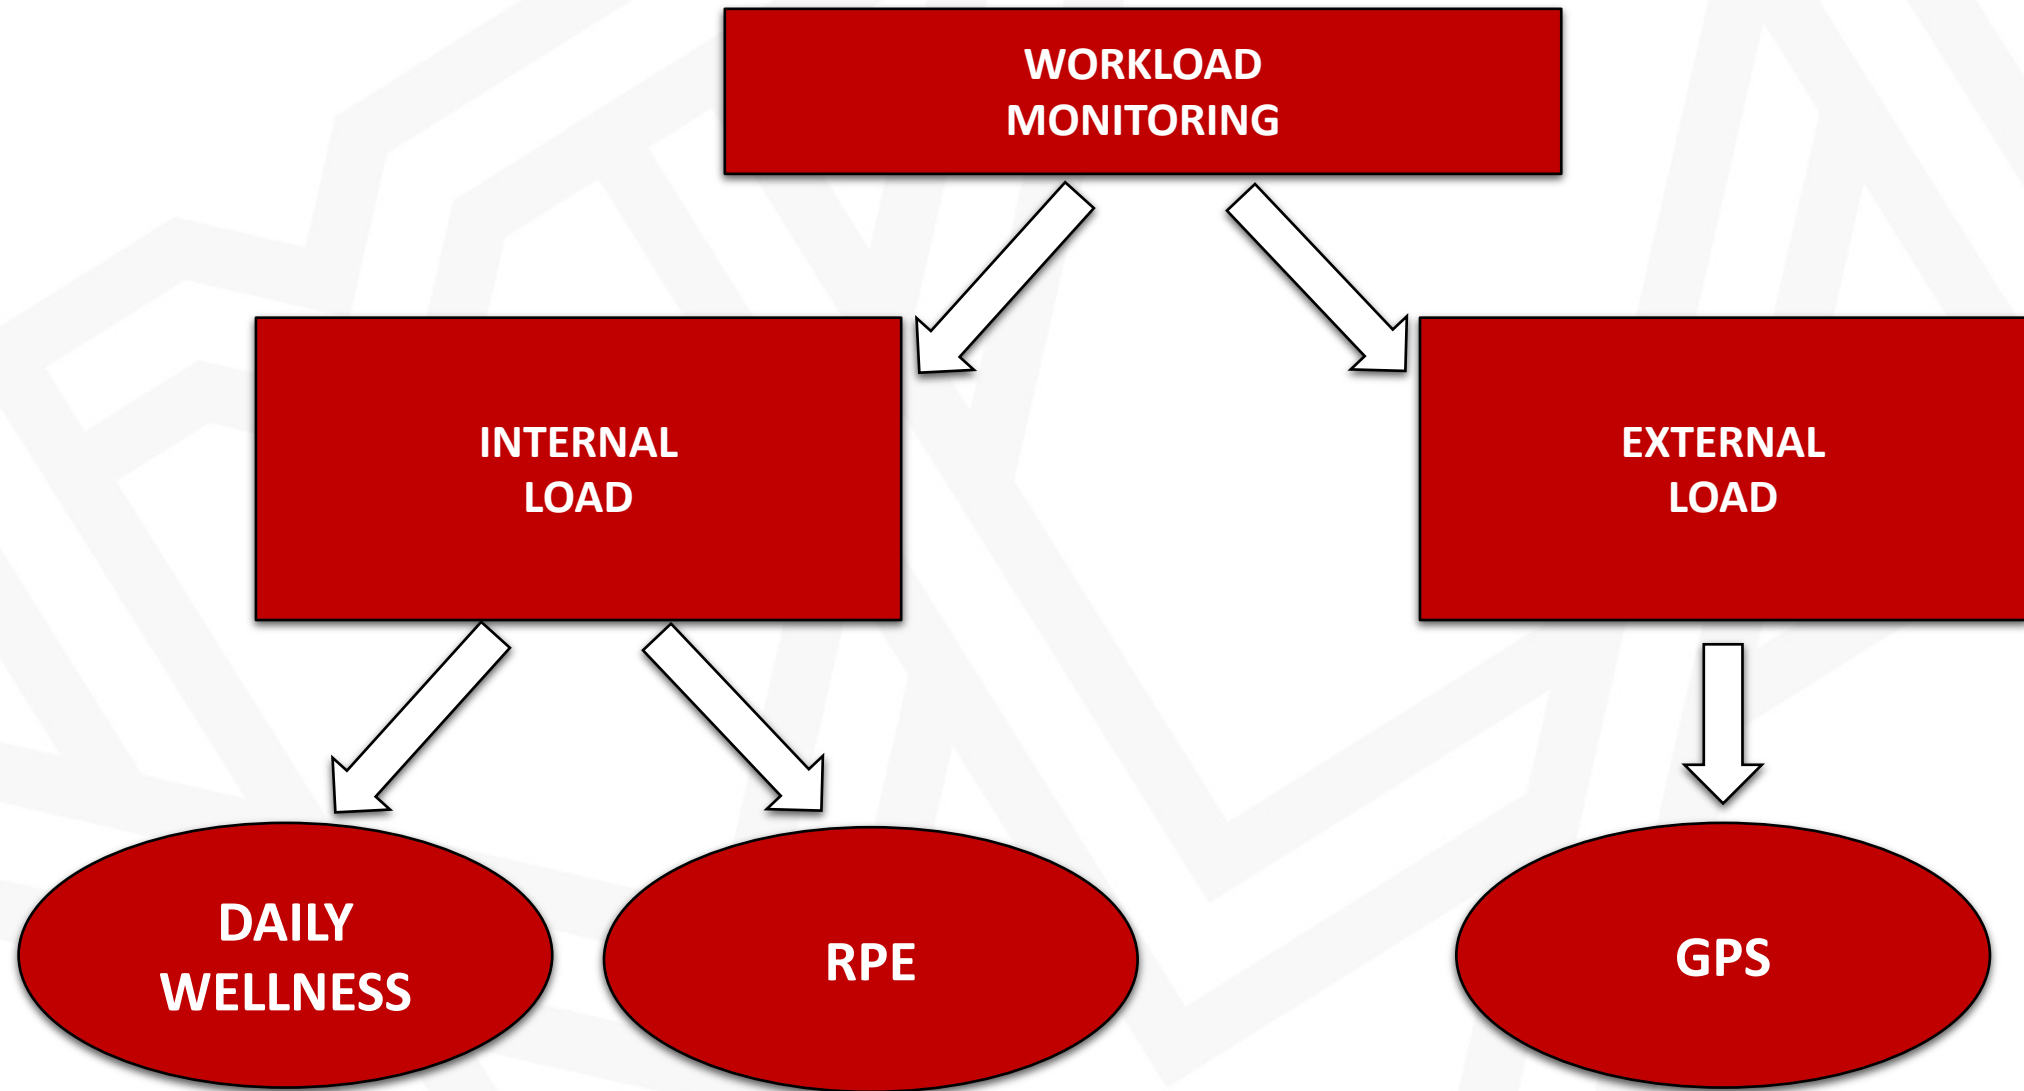 WORKLOAD
MONITORING
INTERNAL
LOAD
EXTERNAL
LOAD
DAILY
WELLNESS
RPE
GPS